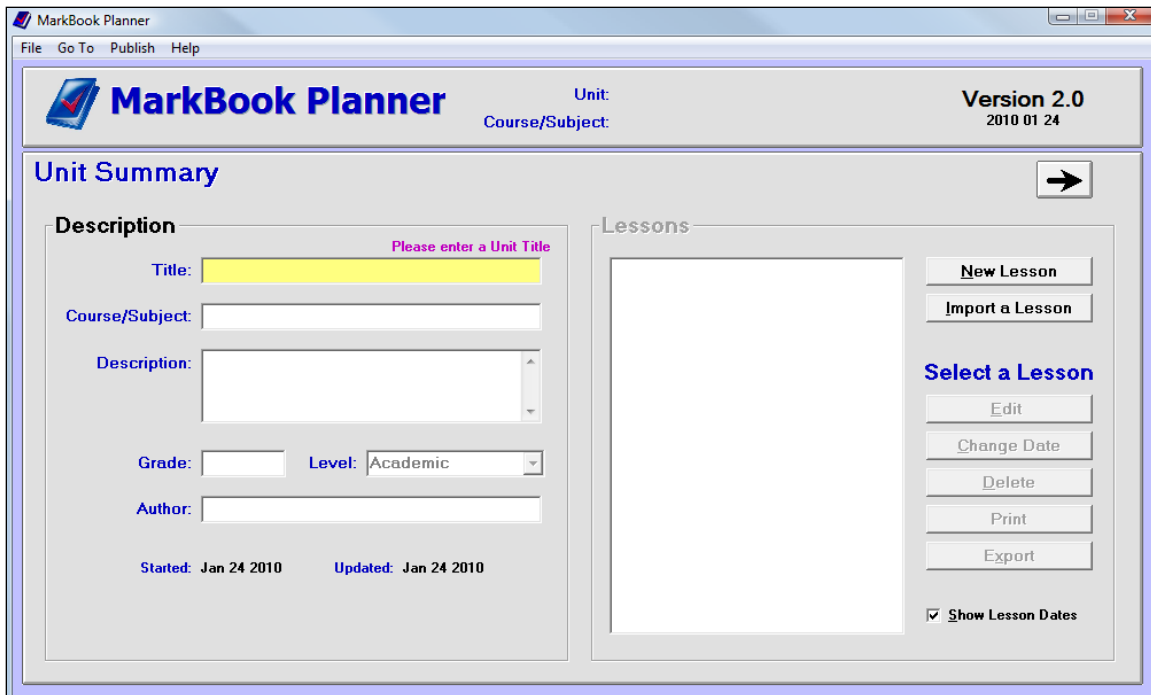 MarkBook Planner
File Go To Publish Help
MarkBook Planner
Unit:
Course/Subject:
Version 2.0
2010 01 24
Unit Summary
Description
Please enter a Unit Title
Title:
Course/Subject:
Description:
Grade: Level: Academic
Author:
Started: Jan 24 2010 Updated: Jan 24 2010
Lessons
New Lesson
Import a Lesson
Select a Lesson
Edit
Change Date
Delete
Print
Export
Show Lesson Dates